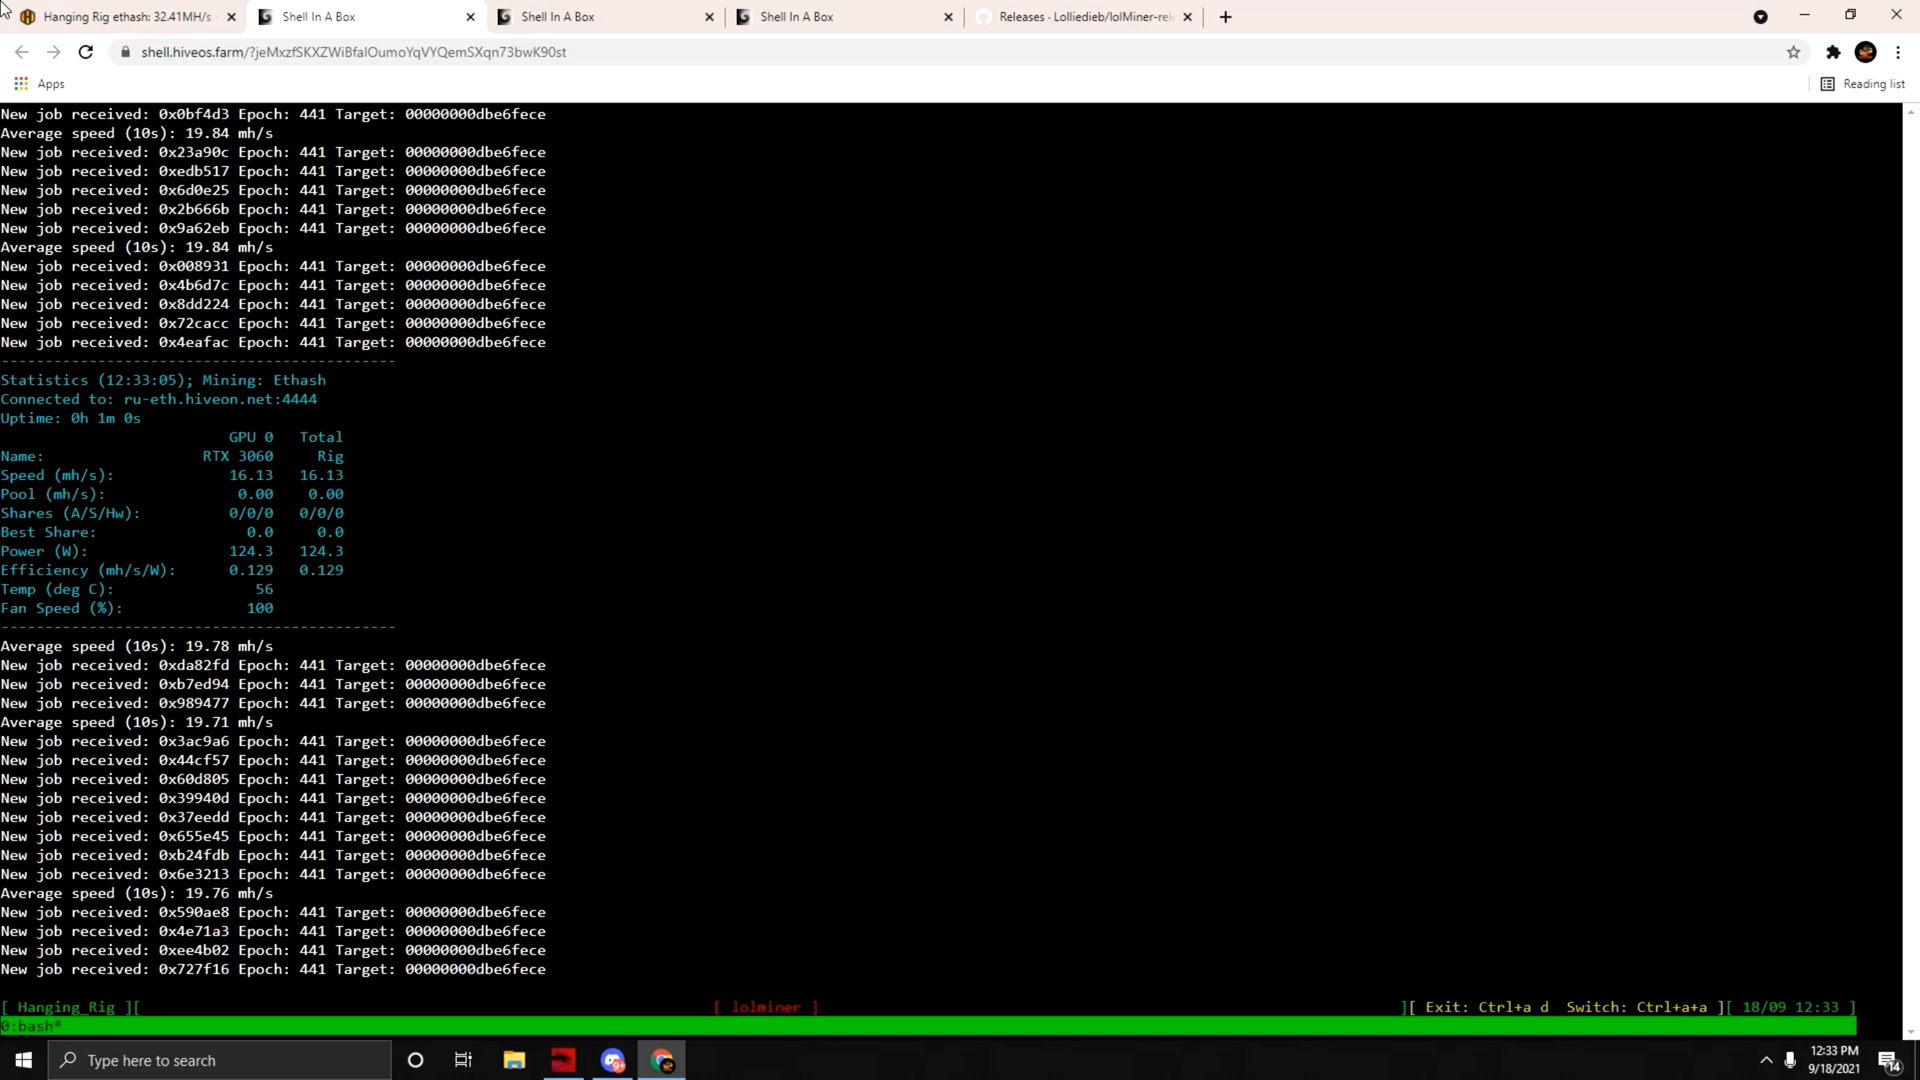 Hanging Rig ethash: 32.41MH/s
Shell In A Box
Shell In A Box
Shell In A Box
Releases · Lolliedieb/lolMiner-rel
shell.hiveos.farm/?jeMxzfSKXZWiBfalOumoYqVYQemSXqn73bwK90st
Apps
Reading list
New job received: 0x0bf4d3 Epoch: 441 Target: 00000000dbe6fece
Average speed (10s): 19.84 mh/s
New job received: 0x23a90c Epoch: 441 Target: 00000000dbe6fece
New job received: 0xedb517 Epoch: 441 Target: 00000000dbe6fece
New job received: 0x6d0e25 Epoch: 441 Target: 00000000dbe6fece
New job received: 0x2b666b Epoch: 441 Target: 00000000dbe6fece
New job received: 0x9a62eb Epoch: 441 Target: 00000000dbe6fece
Average speed (10s): 19.84 mh/s
New job received: 0x008931 Epoch: 441 Target: 00000000dbe6fece
New job received: 0x4b6d7c Epoch: 441 Target: 00000000dbe6fece
New job received: 0x8dd224 Epoch: 441 Target: 00000000dbe6fece
New job received: 0x72cacc Epoch: 441 Target: 00000000dbe6fece
New job received: 0x4eafac Epoch: 441 Target: 00000000dbe6fece
---------------------------------------------
Statistics (12:33:05); Mining: Ethash
Connected to: ru-eth.hiveon.net:4444
Uptime: 0h 1m 0s
GPU 0 Total
Name: RTX 3060 Rig
Speed (mh/s): 16.13 16.13
Pool (mh/s): 0.00 0.00
Shares (A/S/Hw): 0/0/0 0/0/0
Best Share: 0.0 0.0
Power (W): 124.3 124.3
Efficiency (mh/s/W): 0.129 0.129
Temp (deg C): 56
Fan Speed (%): 100
---------------------------------------------
Average speed (10s): 19.78 mh/s
New job received: 0xda82fd Epoch: 441 Target: 00000000dbe6fece
New job received: 0xb7ed94 Epoch: 441 Target: 00000000dbe6fece
New job received: 0x989477 Epoch: 441 Target: 00000000dbe6fece
Average speed (10s): 19.71 mh/s
New job received: 0x3ac9a6 Epoch: 441 Target: 00000000dbe6fece
New job received: 0x44cf57 Epoch: 441 Target: 00000000dbe6fece
New job received: 0x60d805 Epoch: 441 Target: 00000000dbe6fece
New job received: 0x39940d Epoch: 441 Target: 00000000dbe6fece
New job received: 0x37eedd Epoch: 441 Target: 00000000dbe6fece
New job received: 0x655e45 Epoch: 441 Target: 00000000dbe6fece
New job received: 0xb24fdb Epoch: 441 Target: 00000000dbe6fece
New job received: 0x6e3213 Epoch: 441 Target: 00000000dbe6fece
Average speed (10s): 19.76 mh/s
New job received: 0x590ae8 Epoch: 441 Target: 00000000dbe6fece
New job received: 0x4e71a3 Epoch: 441 Target: 00000000dbe6fece
New job received: 0xee4b02 Epoch: 441 Target: 00000000dbe6fece
New job received: 0x727f16 Epoch: 441 Target: 00000000dbe6fece
[ Hanging_Rig ][ [ lolminer ] ][ Exit: Ctrl+a d Switch: Ctrl+a+a ][ 18/09 12:33 ]
0:bash*
Type here to search
9+
12:33 PM
9/18/2021
14